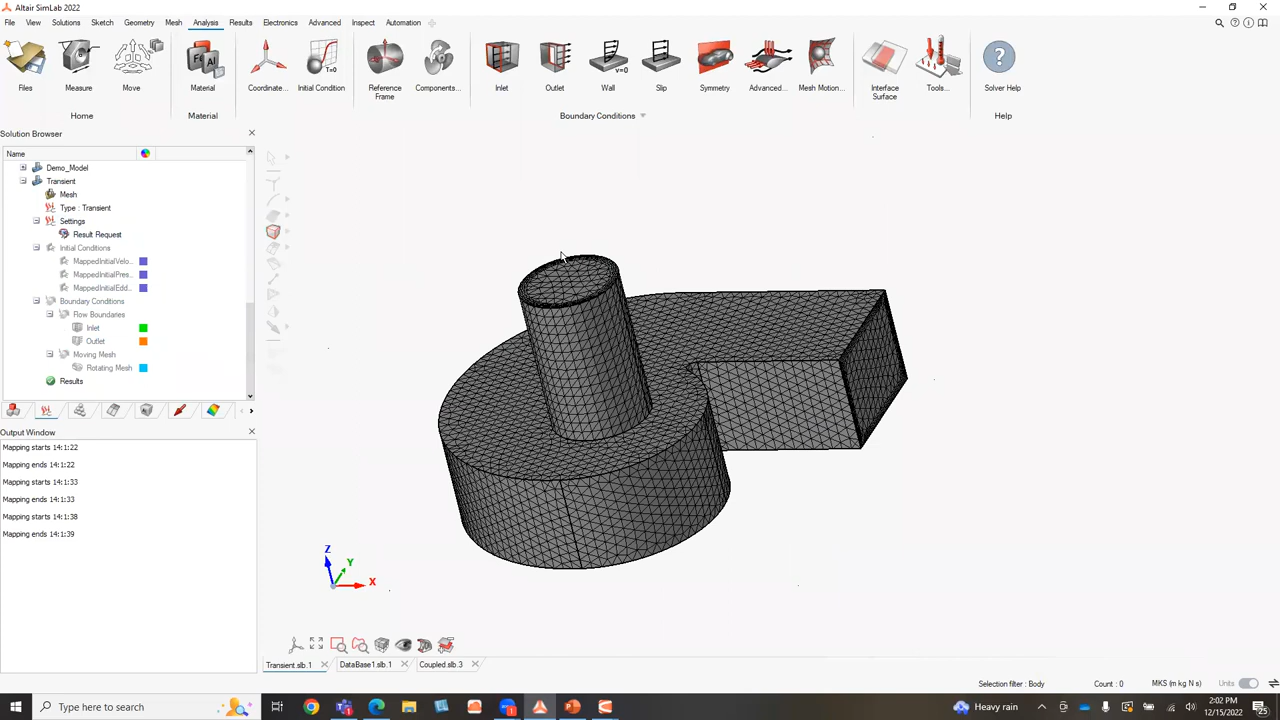 Altair SimLab 2022
File View Solutions Sketch Geometry Mesh Analysis Results Electronics Advanced Inspect Automation
Fe Al T=0 v=0
Files Measure Move Material Coordinate... Initial Condition Reference Frame Components... Inlet Outlet Wall Slip Symmetry Advanced... Mesh Motion... Interface Surface Tools... Solver Help
Home Material Boundary Conditions Help
Solution Browser
Name
Demo_Model
Transient
Mesh
Type : Transient
Settings
Result Request
Initial Conditions
MappedInitialVelo...
MappedInitialPres...
MappedInitialEdd...
Boundary Conditions
Flow Boundaries
Inlet
Outlet
Moving Mesh
Rotating Mesh
Results
Output Window
Mapping starts 14:1:22
Mapping ends 14:1:22
Mapping starts 14:1:33
Mapping ends 14:1:33
Mapping starts 14:1:38
Mapping ends 14:1:39
Z
Y
X
Transient.slb.1 DataBase1.slb.1 Coupled.slb.3
Selection filter : Body Count : 0 MKS (m kg N s) Units
Type here to search
Heavy rain
2:02 PM
12/15/2022